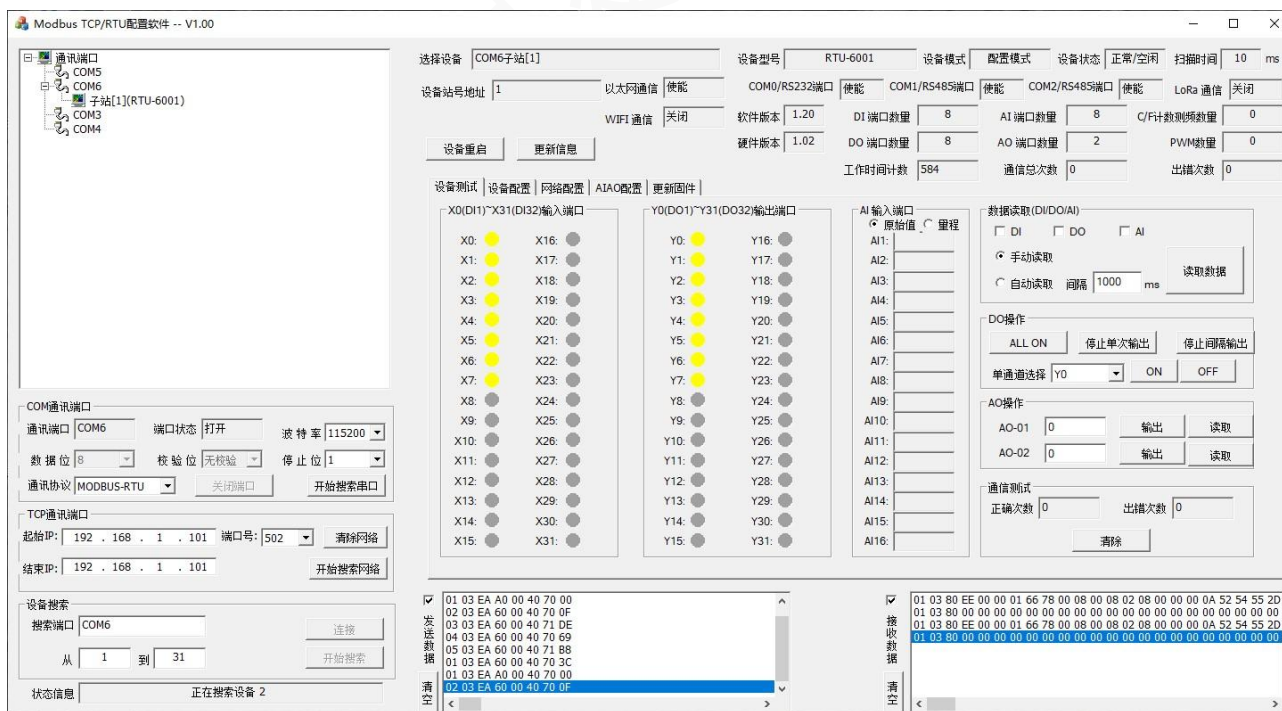 Modbus TCP/RTU配置软件 -- V1.00
通讯端口
COM5
COM6
子站[1](RTU-6001)
COM3
COM4
选择设备 COM6子站[1] 设备型号 RTU-6001 设备模式 配置模式 设备状态 正常/空闲 扫描时间 10 ms
设备站号地址 1 以太网通信 使能 COM0/RS232端口 使能 COM1/RS485端口 使能 COM2/RS485端口 使能 LoRa 通信 关闭
WIFI 通信 关闭 软件版本 1.20 DI 端口数量 8 AI 端口数量 8 C/F计数测频数量 0
设备重启 更新信息 硬件版本 1.02 DO 端口数量 8 AO 端口数量 2 PWM数量 0
工作时间计数 584 通信总次数 0 出错次数 0
设备测试 设备配置 网络配置 AIAO配置 更新固件
X0(DI1)~X31(DI32)输入端口
X0: X16:
X1: X17:
X2: X18:
X3: X19:
X4: X20:
X5: X21:
X6: X22:
X7: X23:
X8: X24:
X9: X25:
X10: X26:
X11: X27:
X12: X28:
X13: X29:
X14: X30:
X15: X31:
Y0(DO1)~Y31(DO32)输出端口
Y0: Y16:
Y1: Y17:
Y2: Y18:
Y3: Y19:
Y4: Y20:
Y5: Y21:
Y6: Y22:
Y7: Y23:
Y8: Y24:
Y9: Y25:
Y10: Y26:
Y11: Y27:
Y12: Y28:
Y13: Y29:
Y14: Y30:
Y15: Y31:
AI 输入端口
原始值 量程
AI1:
AI2:
AI3:
AI4:
AI5:
AI6:
AI7:
AI8:
AI9:
AI10:
AI11:
AI12:
AI13:
AI14:
AI15:
AI16:
数据读取(DI/DO/AI)
DI DO AI
手动读取
自动读取 间隔 1000 ms
读取数据
DO操作
ALL ON 停止单次输出 停止间隔输出
单通道选择 Y0 ON OFF
AO操作
AO-01 0 输出 读取
AO-02 0 输出 读取
通信测试
正确次数 0 出错次数 0
清除
COM通讯端口
通讯端口 COM6 端口状态 打开 波特率 115200
数据位 8 校验位 无校验 停止位 1
通讯协议 MODBUS-RTU 关闭端口 开始搜索串口
TCP通讯端口
起始IP: 192 . 168 . 1 . 101 端口号: 502 清除网络
结束IP: 192 . 168 . 1 . 101 开始搜索网络
设备搜索
搜索端口 COM6 连接
从 1 到 31 开始搜索
状态信息 正在搜索设备 2
发送数据
清空
01 03 EA A0 00 40 70 00
02 03 EA 60 00 40 70 0F
03 03 EA 60 00 40 71 DE
04 03 EA 60 00 40 70 69
05 03 EA 60 00 40 71 B8
01 03 EA 60 00 40 70 3C
01 03 EA A0 00 40 70 00
02 03 EA 60 00 40 70 0F
接收数据
清空
01 03 80 EE 00 00 01 66 78 00 08 00 08 02 08 00 00 00 0A 52 54 55 2D
01 03 80 00 00 00 00 00 00 00 00 00 00 00 00 00 00 00 00 00 00 00 00
01 03 80 EE 00 00 01 66 78 00 08 00 08 02 08 00 00 00 0A 52 54 55 2D
01 03 80 00 00 00 00 00 00 00 00 00 00 00 00 00 00 00 00 00 00 00 00